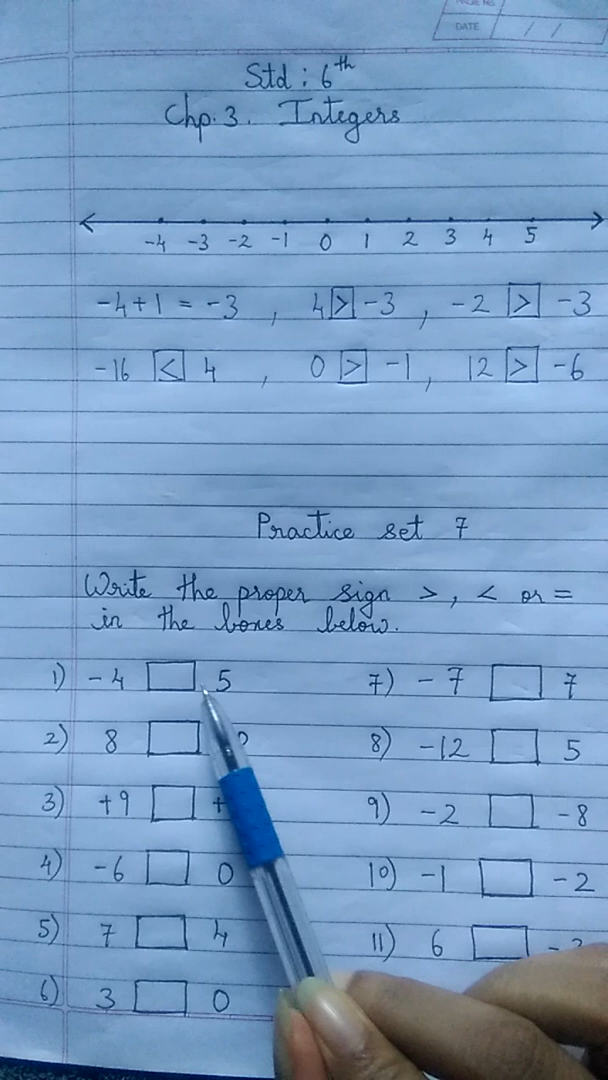 PAGE NO.
DATE / /
Std : 6th
Chp. 3. Integers
-4 -3 -2 -1 0 1 2 3 4 5
-4+1 = -3 , 4 > -3 , -2 > -3
-16 < 4 , 0 > -1 , 12 > -6
Practice set 7
Write the proper sign >, < or =
in the boxes below.
1) -4 □ 5
2) 8 □
3) +9 □ +
4) -6 □ 0
5) 7 □ 4
6) 3 □ 0
7) -7 □ 7
8) -12 □ 5
9) -2 □ -8
10) -1 □ -2
11) 6 □ -